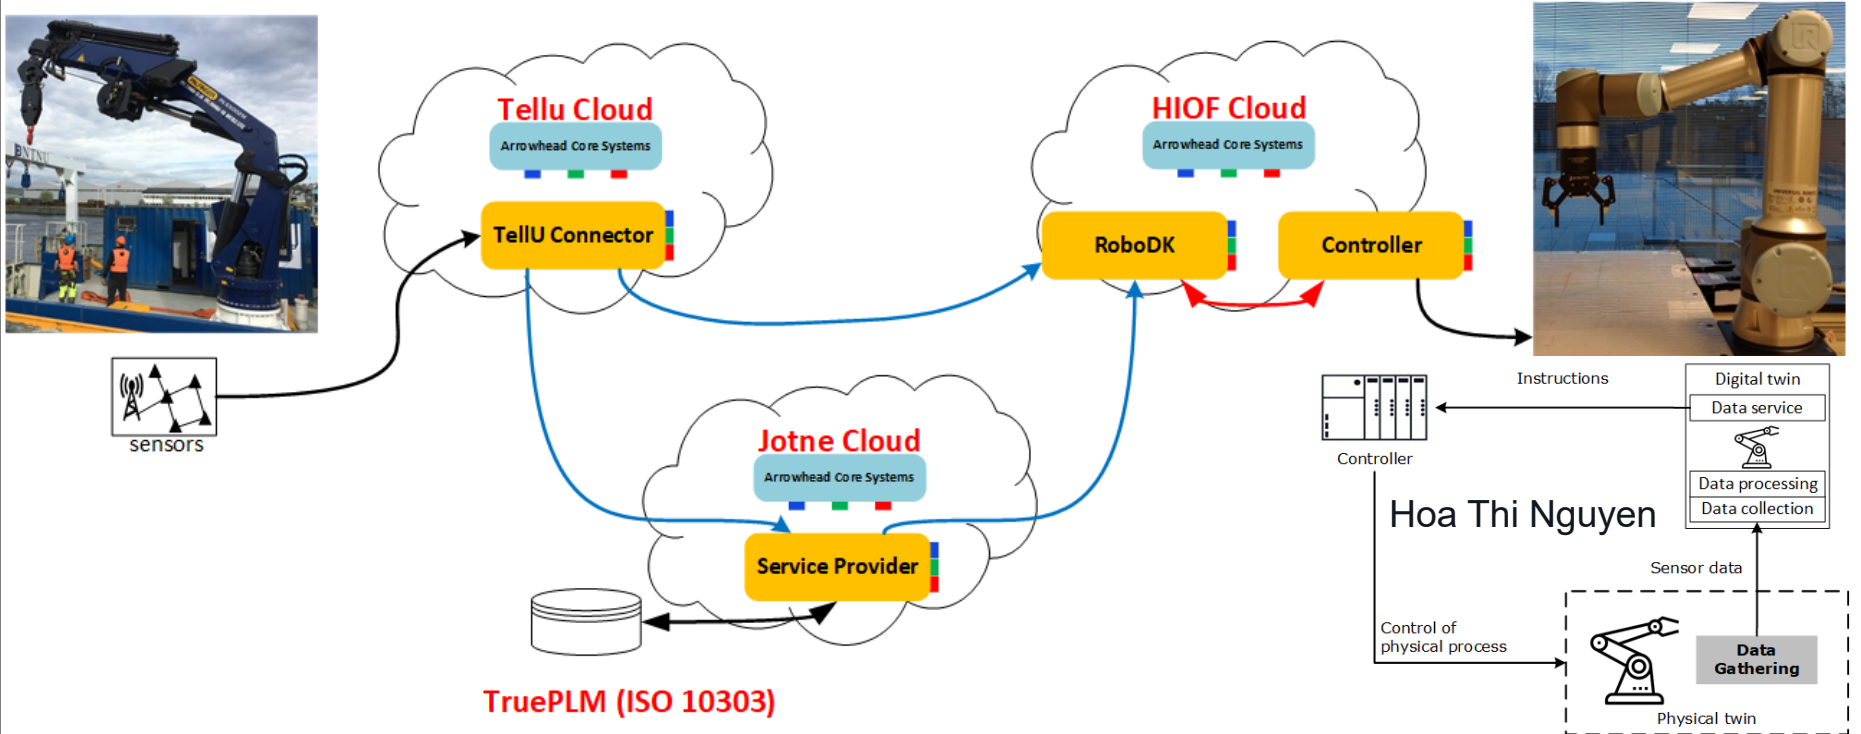 Tellu Cloud
Arrowhead Core Systems
TellU Connector
HIOF Cloud
Arrowhead Core Systems
RoboDK
Controller
NTNU
sensors
Jotne Cloud
Arrowhead Core Systems
Service Provider
TruePLM (ISO 10303)
Instructions
Digital twin
Data service
Data processing
Data collection
Controller
Hoa Thi Nguyen
Sensor data
Control of
physical process
Data
Gathering
Physical twin
UR